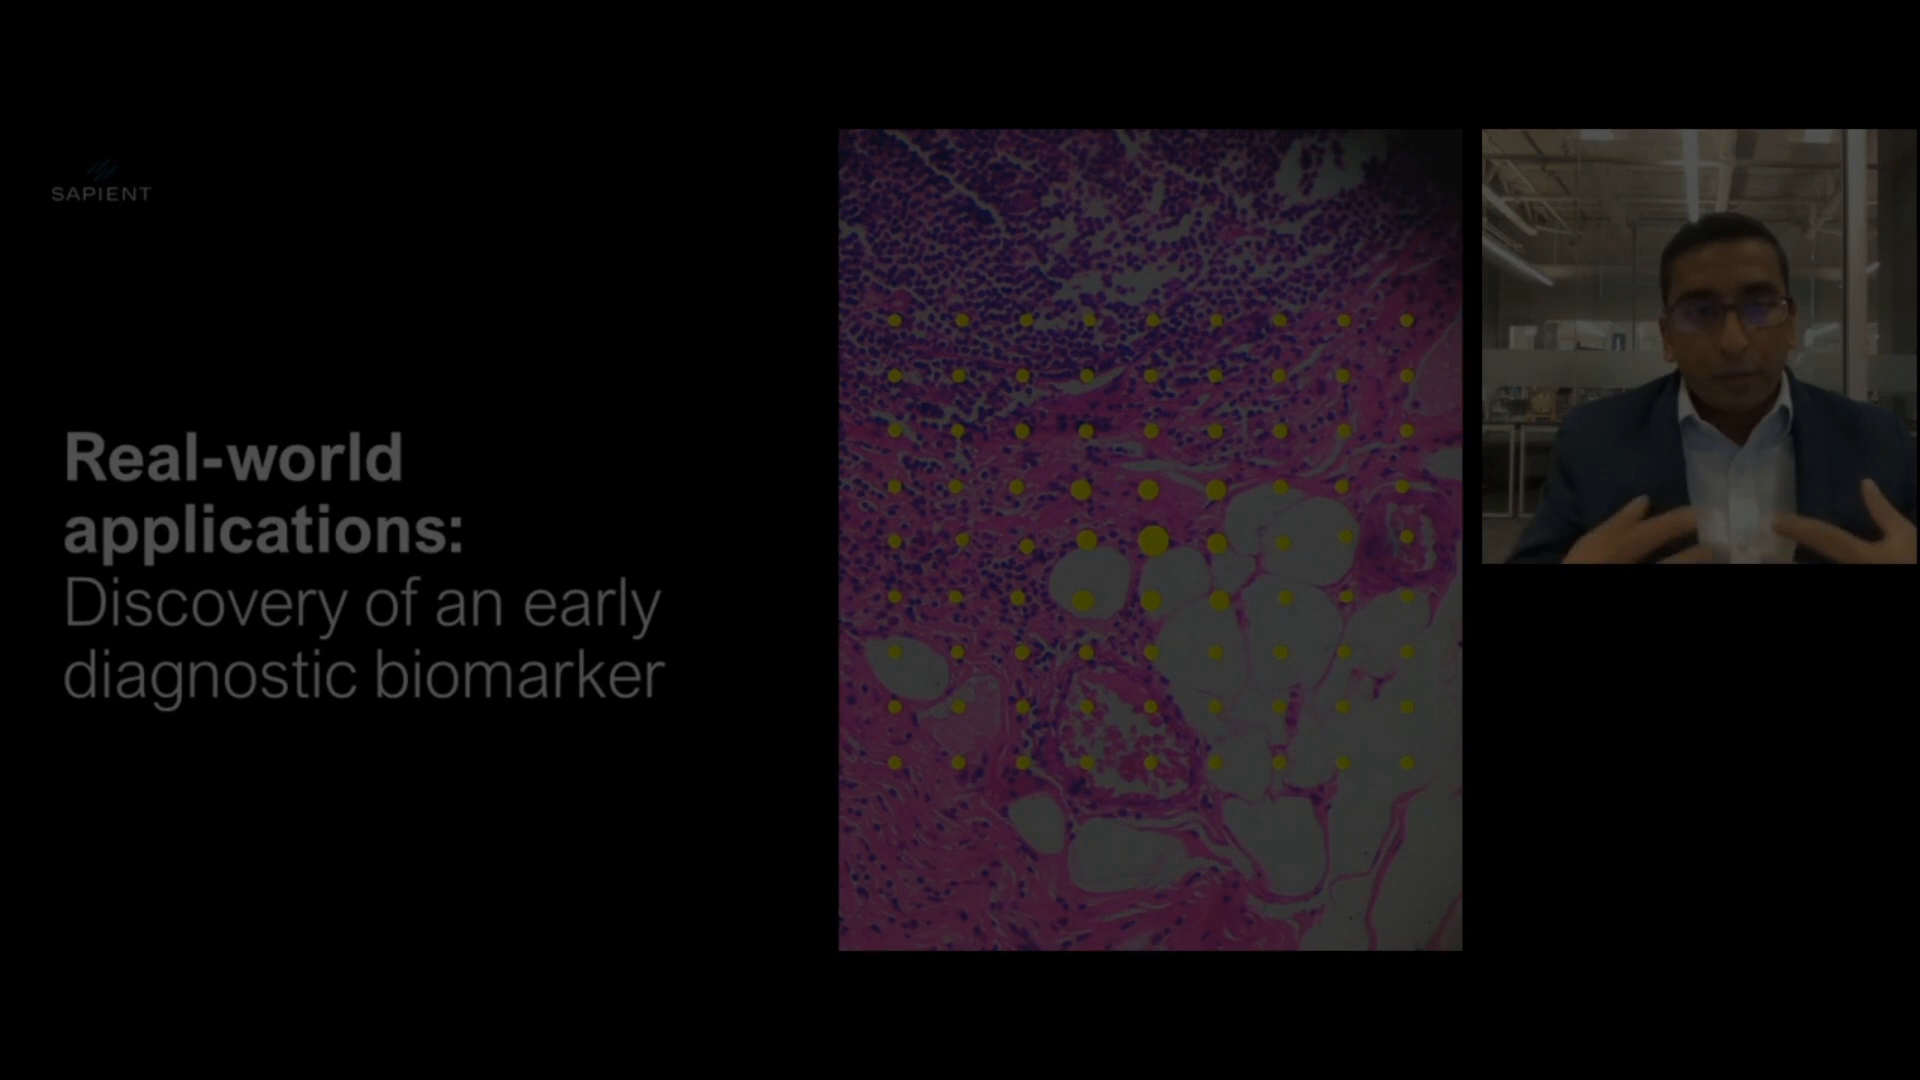 SAPIENT
Real-world
applications:
Discovery of an early
diagnostic biomarker